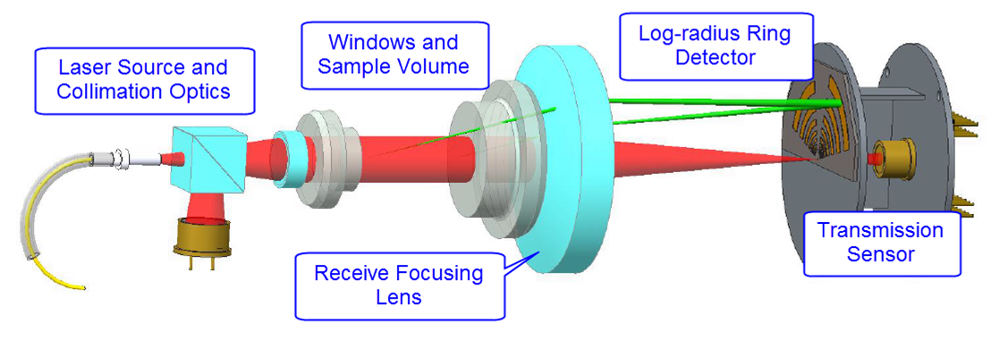 Laser Source and
Collimation Optics
Windows and
Sample Volume
Log-radius Ring
Detector
Receive Focusing
Lens
Transmission
Sensor